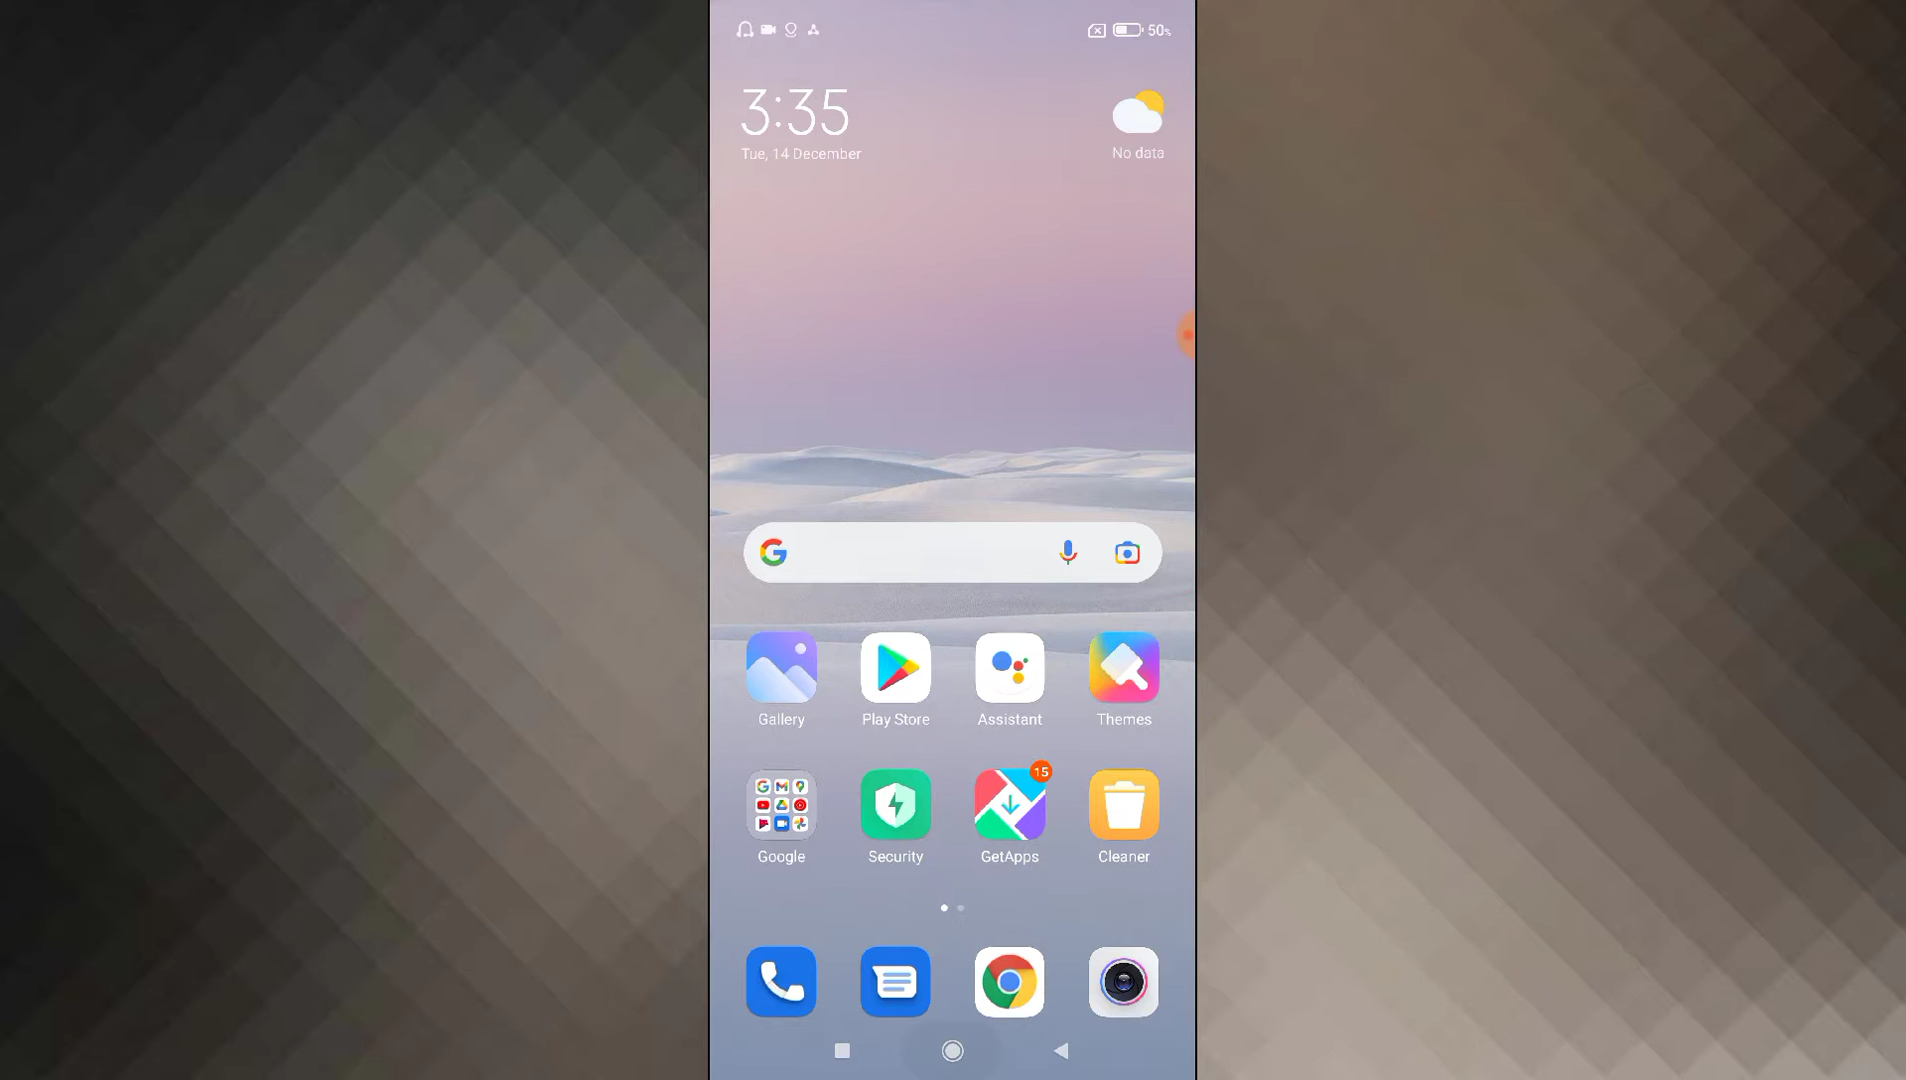 50%
3:35
Tue, 14 December
No data
Gallery
Play Store
Assistant
Themes
15
Google
Security
GetApps
Cleaner